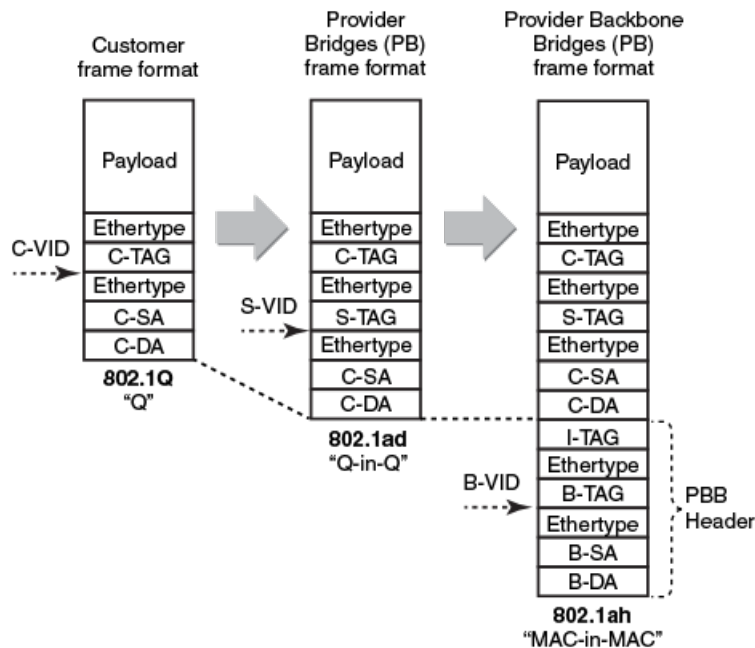 Customer
frame format
Payload
Ethertype
C-TAG
Ethertype
C-SA
C-DA
802.1Q
“Q”
C-VID
Provider
Bridges (PB)
frame format
Payload
Ethertype
C-TAG
Ethertype
S-TAG
Ethertype
C-SA
C-DA
802.1ad
“Q-in-Q”
S-VID
Provider Backbone
Bridges (PB)
frame format
Payload
Ethertype
C-TAG
Ethertype
S-TAG
Ethertype
C-SA
C-DA
I-TAG
Ethertype
B-TAG
Ethertype
B-SA
B-DA
802.1ah
“MAC-in-MAC”
B-VID
PBB
Header